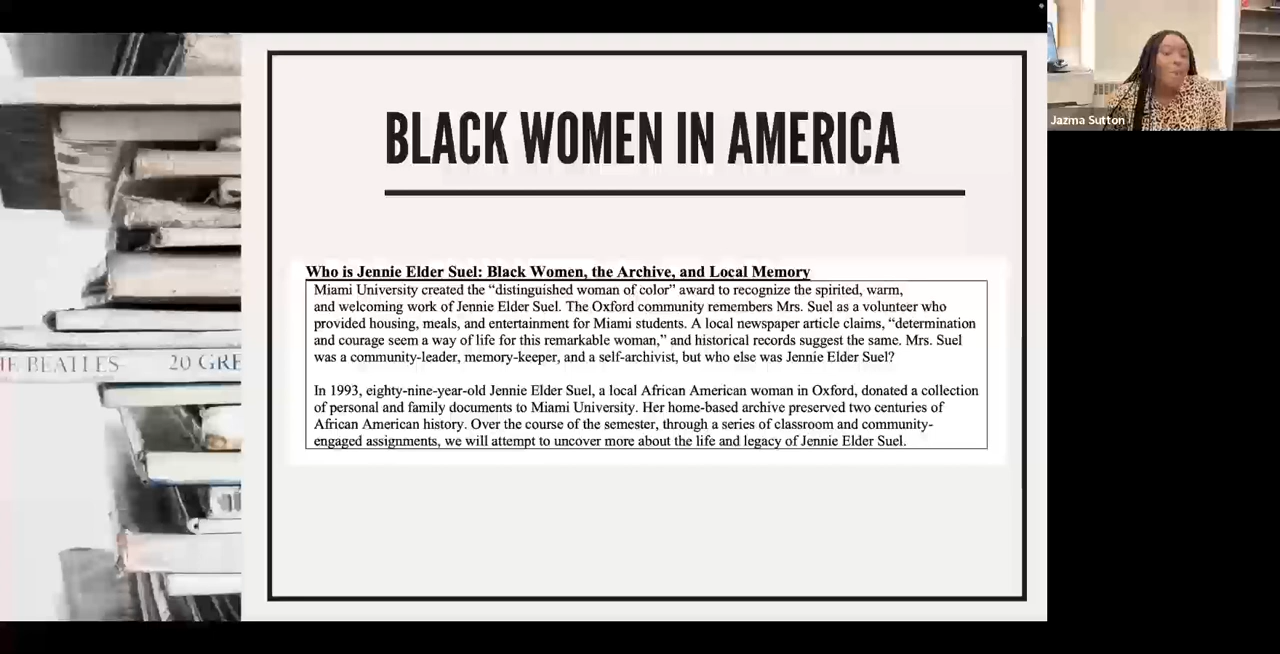 BLACK WOMEN IN AMERICA
Jazma Sutton
Who is Jennie Elder Suel: Black Women, the Archive, and Local Memory
Miami University created the “distinguished woman of color” award to recognize the spirited, warm,
and welcoming work of Jennie Elder Suel. The Oxford community remembers Mrs. Suel as a volunteer who
provided housing, meals, and entertainment for Miami students. A local newspaper article claims, “determination
and courage seem a way of life for this remarkable woman,” and historical records suggest the same. Mrs. Suel
was a community-leader, memory-keeper, and a self-archivist, but who else was Jennie Elder Suel?
In 1993, eighty-nine-year-old Jennie Elder Suel, a local African American woman in Oxford, donated a collection
of personal and family documents to Miami University. Her home-based archive preserved two centuries of
African American history. Over the course of the semester, through a series of classroom and community-
engaged assignments, we will attempt to uncover more about the life and legacy of Jennie Elder Suel.
BEATLES 20 GRE